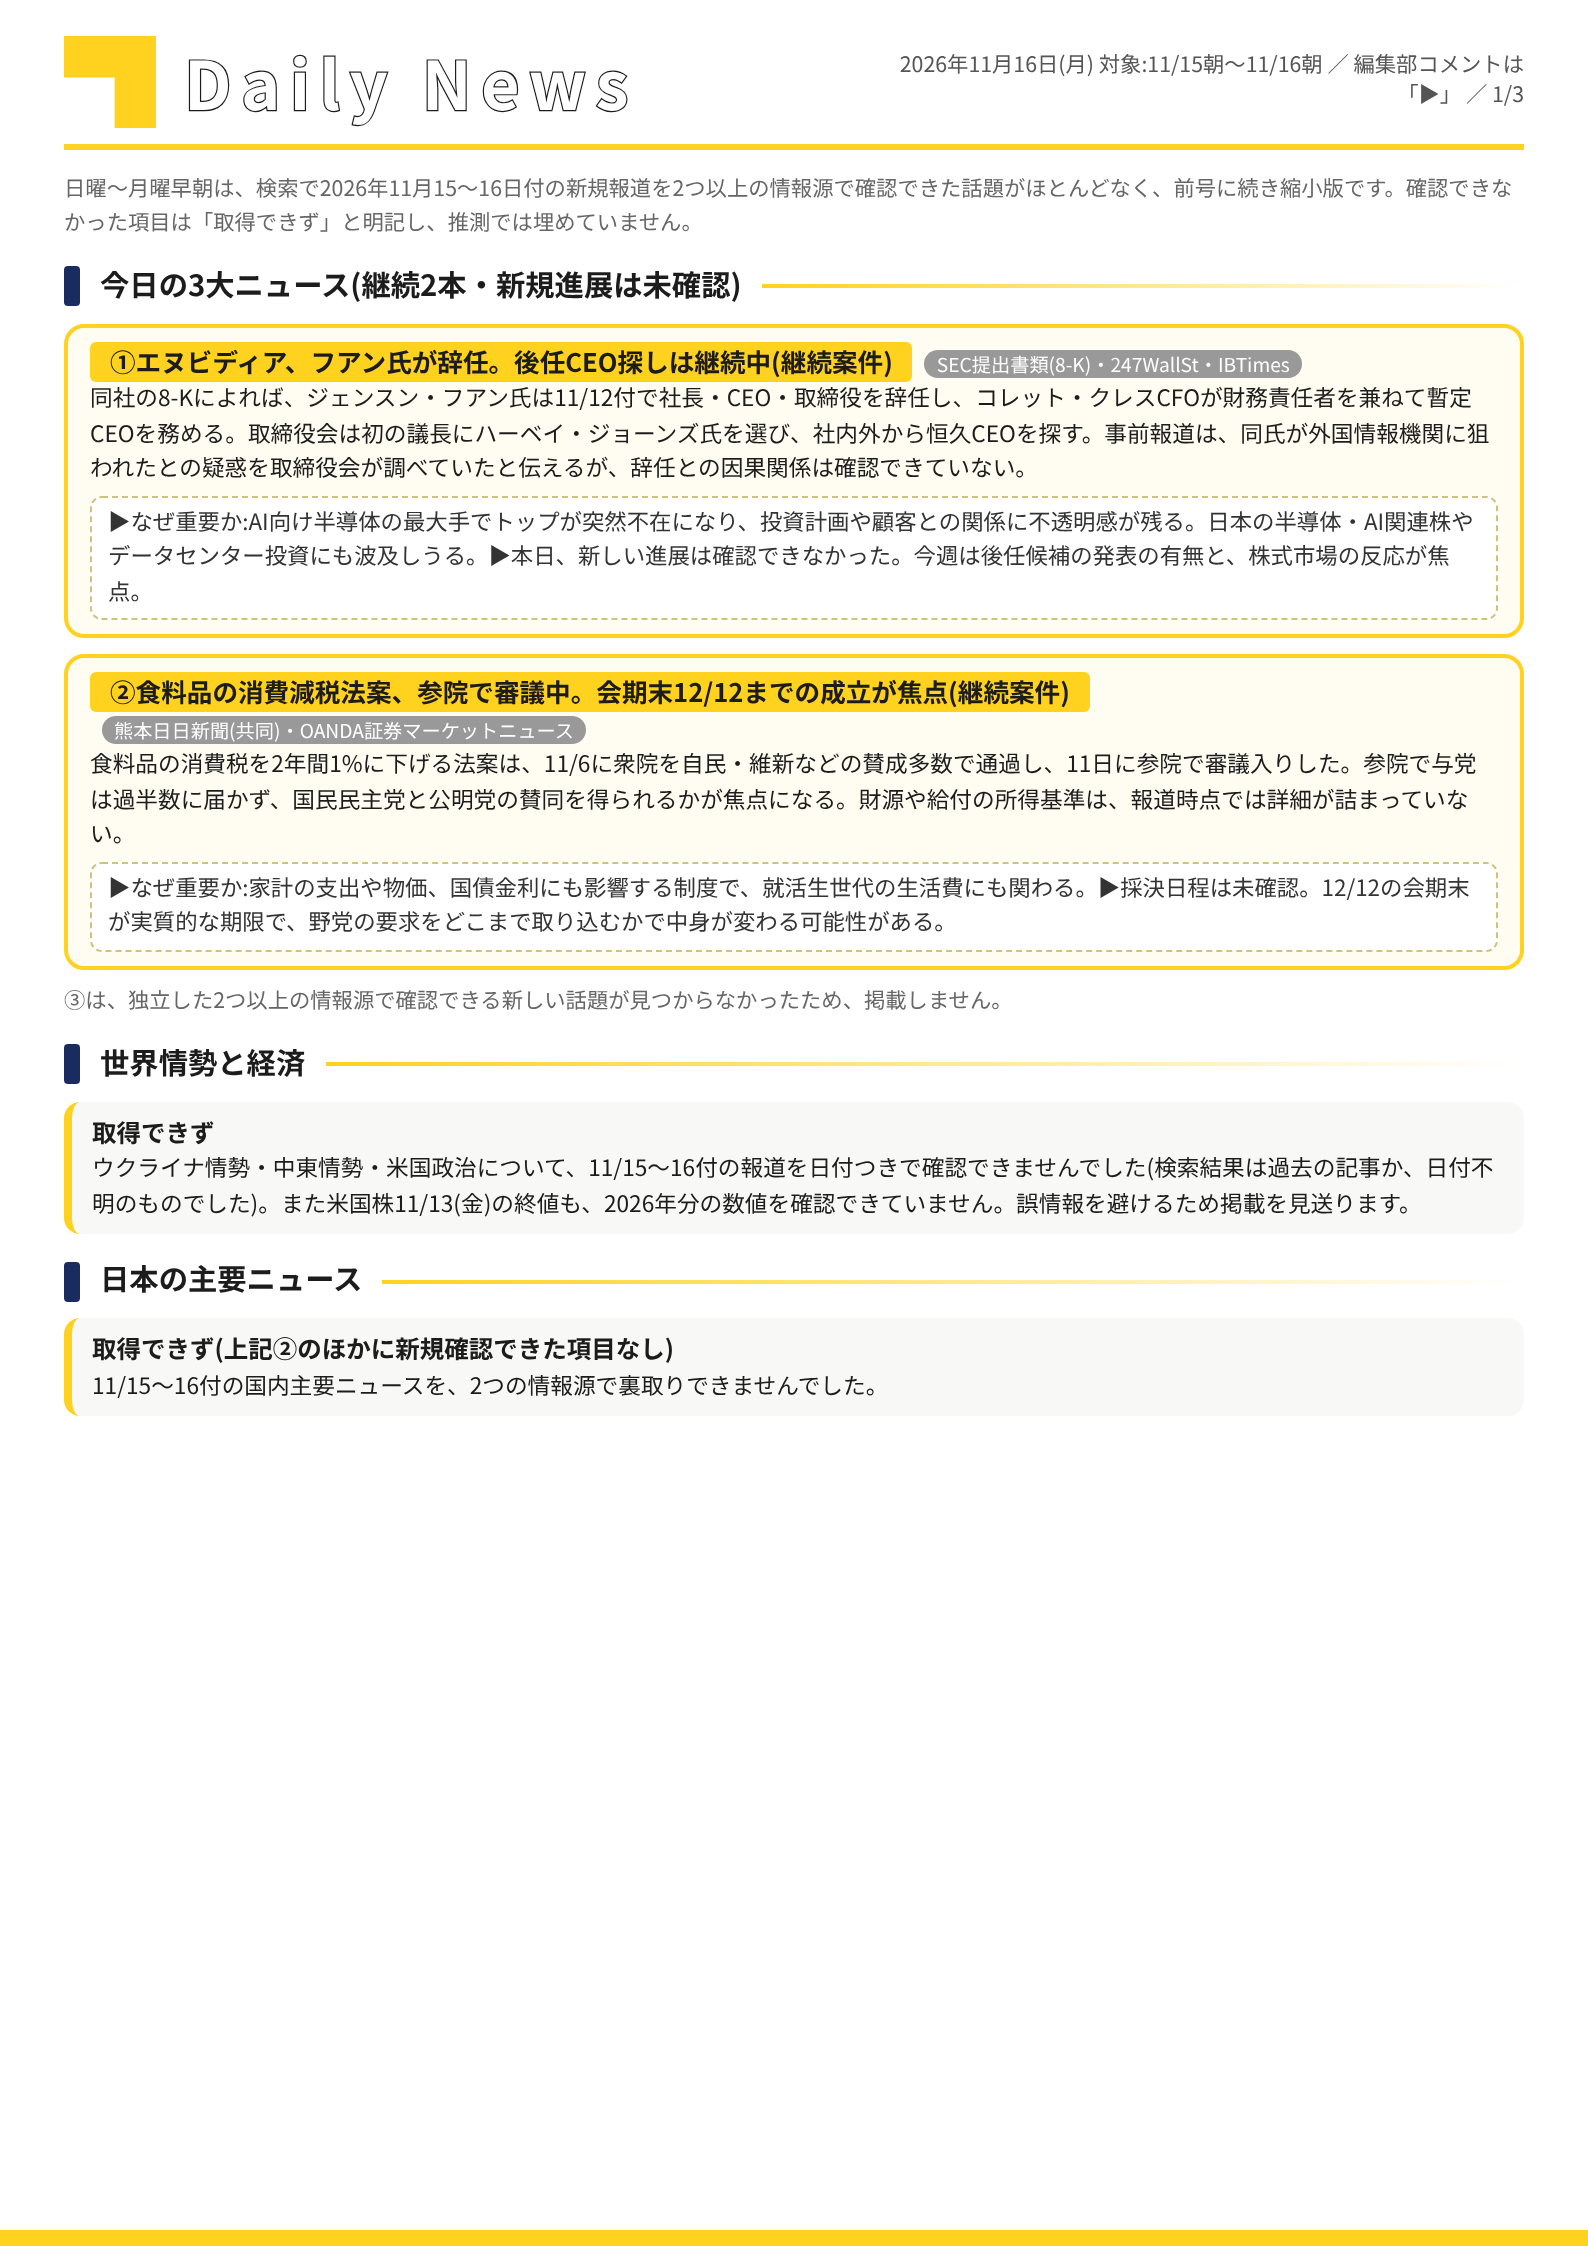 Daily News
2026年11月16日(月) 対象:11/15朝〜11/16朝 ／ 編集部コメントは
「▶」 ／ 1/3
日曜〜月曜早朝は、検索で2026年11月15〜16日付の新規報道を2つ以上の情報源で確認できた話題がほとんどなく、前号に続き縮小版です。確認できな
かった項目は「取得できず」と明記し、推測では埋めていません。
今日の3大ニュース(継続2本・新規進展は未確認)
①エヌビディア、フアン氏が辞任。後任CEO探しは継続中(継続案件) SEC提出書類(8-K)・247WallSt・IBTimes
同社の8-Kによれば、ジェンスン・フアン氏は11/12付で社長・CEO・取締役を辞任し、コレット・クレスCFOが財務責任者を兼ねて暫定
CEOを務める。取締役会は初の議長にハーベイ・ジョーンズ氏を選び、社内外から恒久CEOを探す。事前報道は、同氏が外国情報機関に狙
われたとの疑惑を取締役会が調べていたと伝えるが、辞任との因果関係は確認できていない。
▶なぜ重要か:AI向け半導体の最大手でトップが突然不在になり、投資計画や顧客との関係に不透明感が残る。日本の半導体・AI関連株や
データセンター投資にも波及しうる。▶本日、新しい進展は確認できなかった。今週は後任候補の発表の有無と、株式市場の反応が焦
点。
②食料品の消費減税法案、参院で審議中。会期末12/12までの成立が焦点(継続案件)
熊本日日新聞(共同)・OANDA証券マーケットニュース
食料品の消費税を2年間1%に下げる法案は、11/6に衆院を自民・維新などの賛成多数で通過し、11日に参院で審議入りした。参院で与党
は過半数に届かず、国民民主党と公明党の賛同を得られるかが焦点になる。財源や給付の所得基準は、報道時点では詳細が詰まっていな
い。
▶なぜ重要か:家計の支出や物価、国債金利にも影響する制度で、就活生世代の生活費にも関わる。▶採決日程は未確認。12/12の会期末
が実質的な期限で、野党の要求をどこまで取り込むかで中身が変わる可能性がある。
③は、独立した2つ以上の情報源で確認できる新しい話題が見つからなかったため、掲載しません。
世界情勢と経済
取得できず
ウクライナ情勢・中東情勢・米国政治について、11/15〜16付の報道を日付つきで確認できませんでした(検索結果は過去の記事か、日付不
明のものでした)。また米国株11/13(金)の終値も、2026年分の数値を確認できていません。誤情報を避けるため掲載を見送ります。
日本の主要ニュース
取得できず(上記②のほかに新規確認できた項目なし)
11/15〜16付の国内主要ニュースを、2つの情報源で裏取りできませんでした。